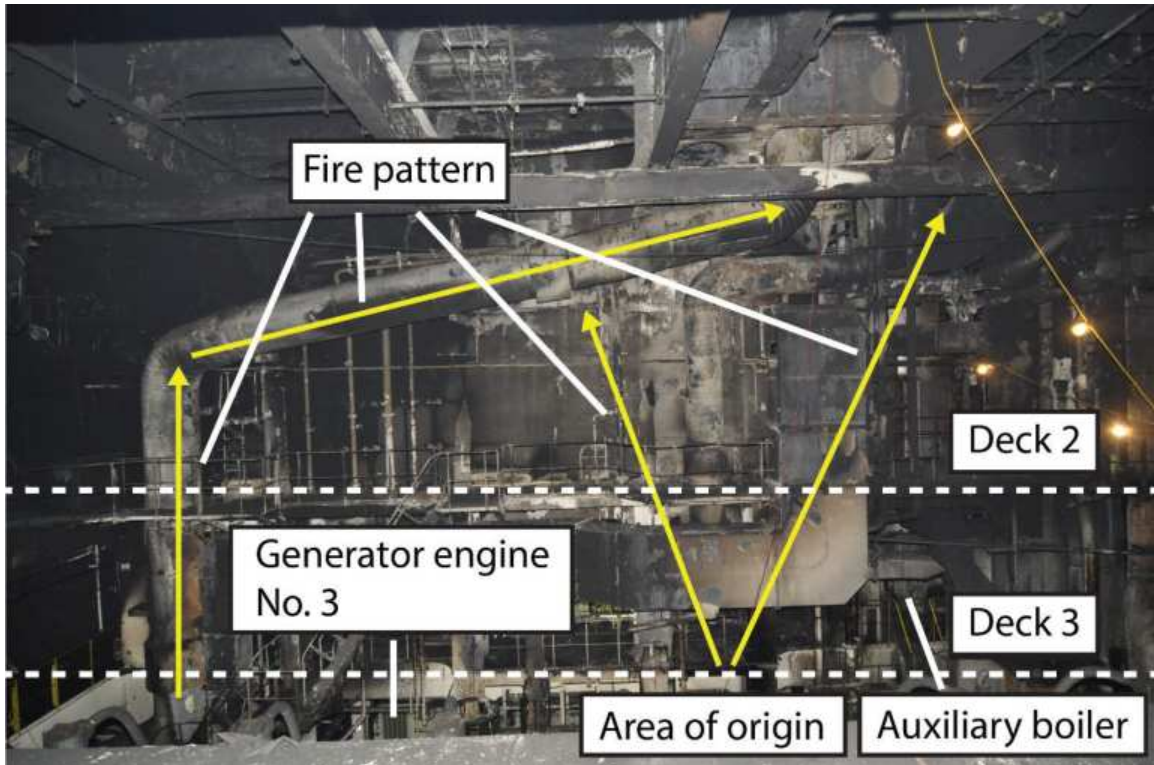 Fire pattern
Deck 2
Generator engine
No. 3
Deck 3
Area of origin
Auxiliary boiler